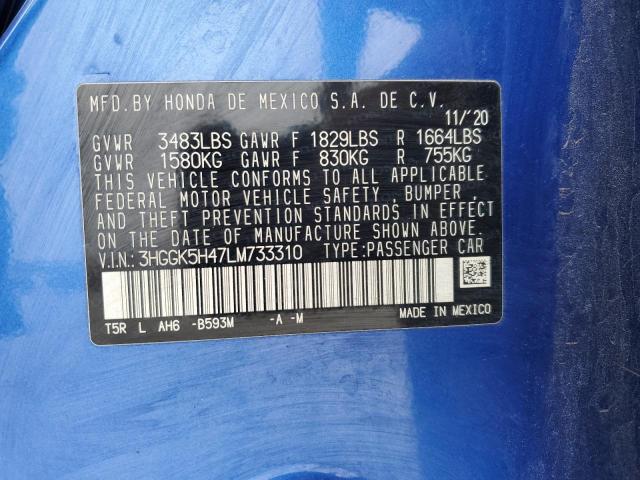 MFD.BY HONDA DE MEXICO S.A. DE C.V.
11/'20
GVWR 3483LBS GAWR F 1829LBS R 1664LBS
GVWR 1580KG GAWR F 830KG R 755KG
THIS VEHICLE CONFORMS TO ALL APPLICABLE
FEDERAL MOTOR VEHICLE SAFETY, BUMPER,
AND THEFT PREVENTION STANDARDS IN EFFECT
ON THE DATE OF MANUFACTURE SHOWN ABOVE.
V.I.N.: 3HGGK5H47LM733310 TYPE:PASSENGER CAR
T5R L AH6 -B593M -A -M MADE IN MEXICO